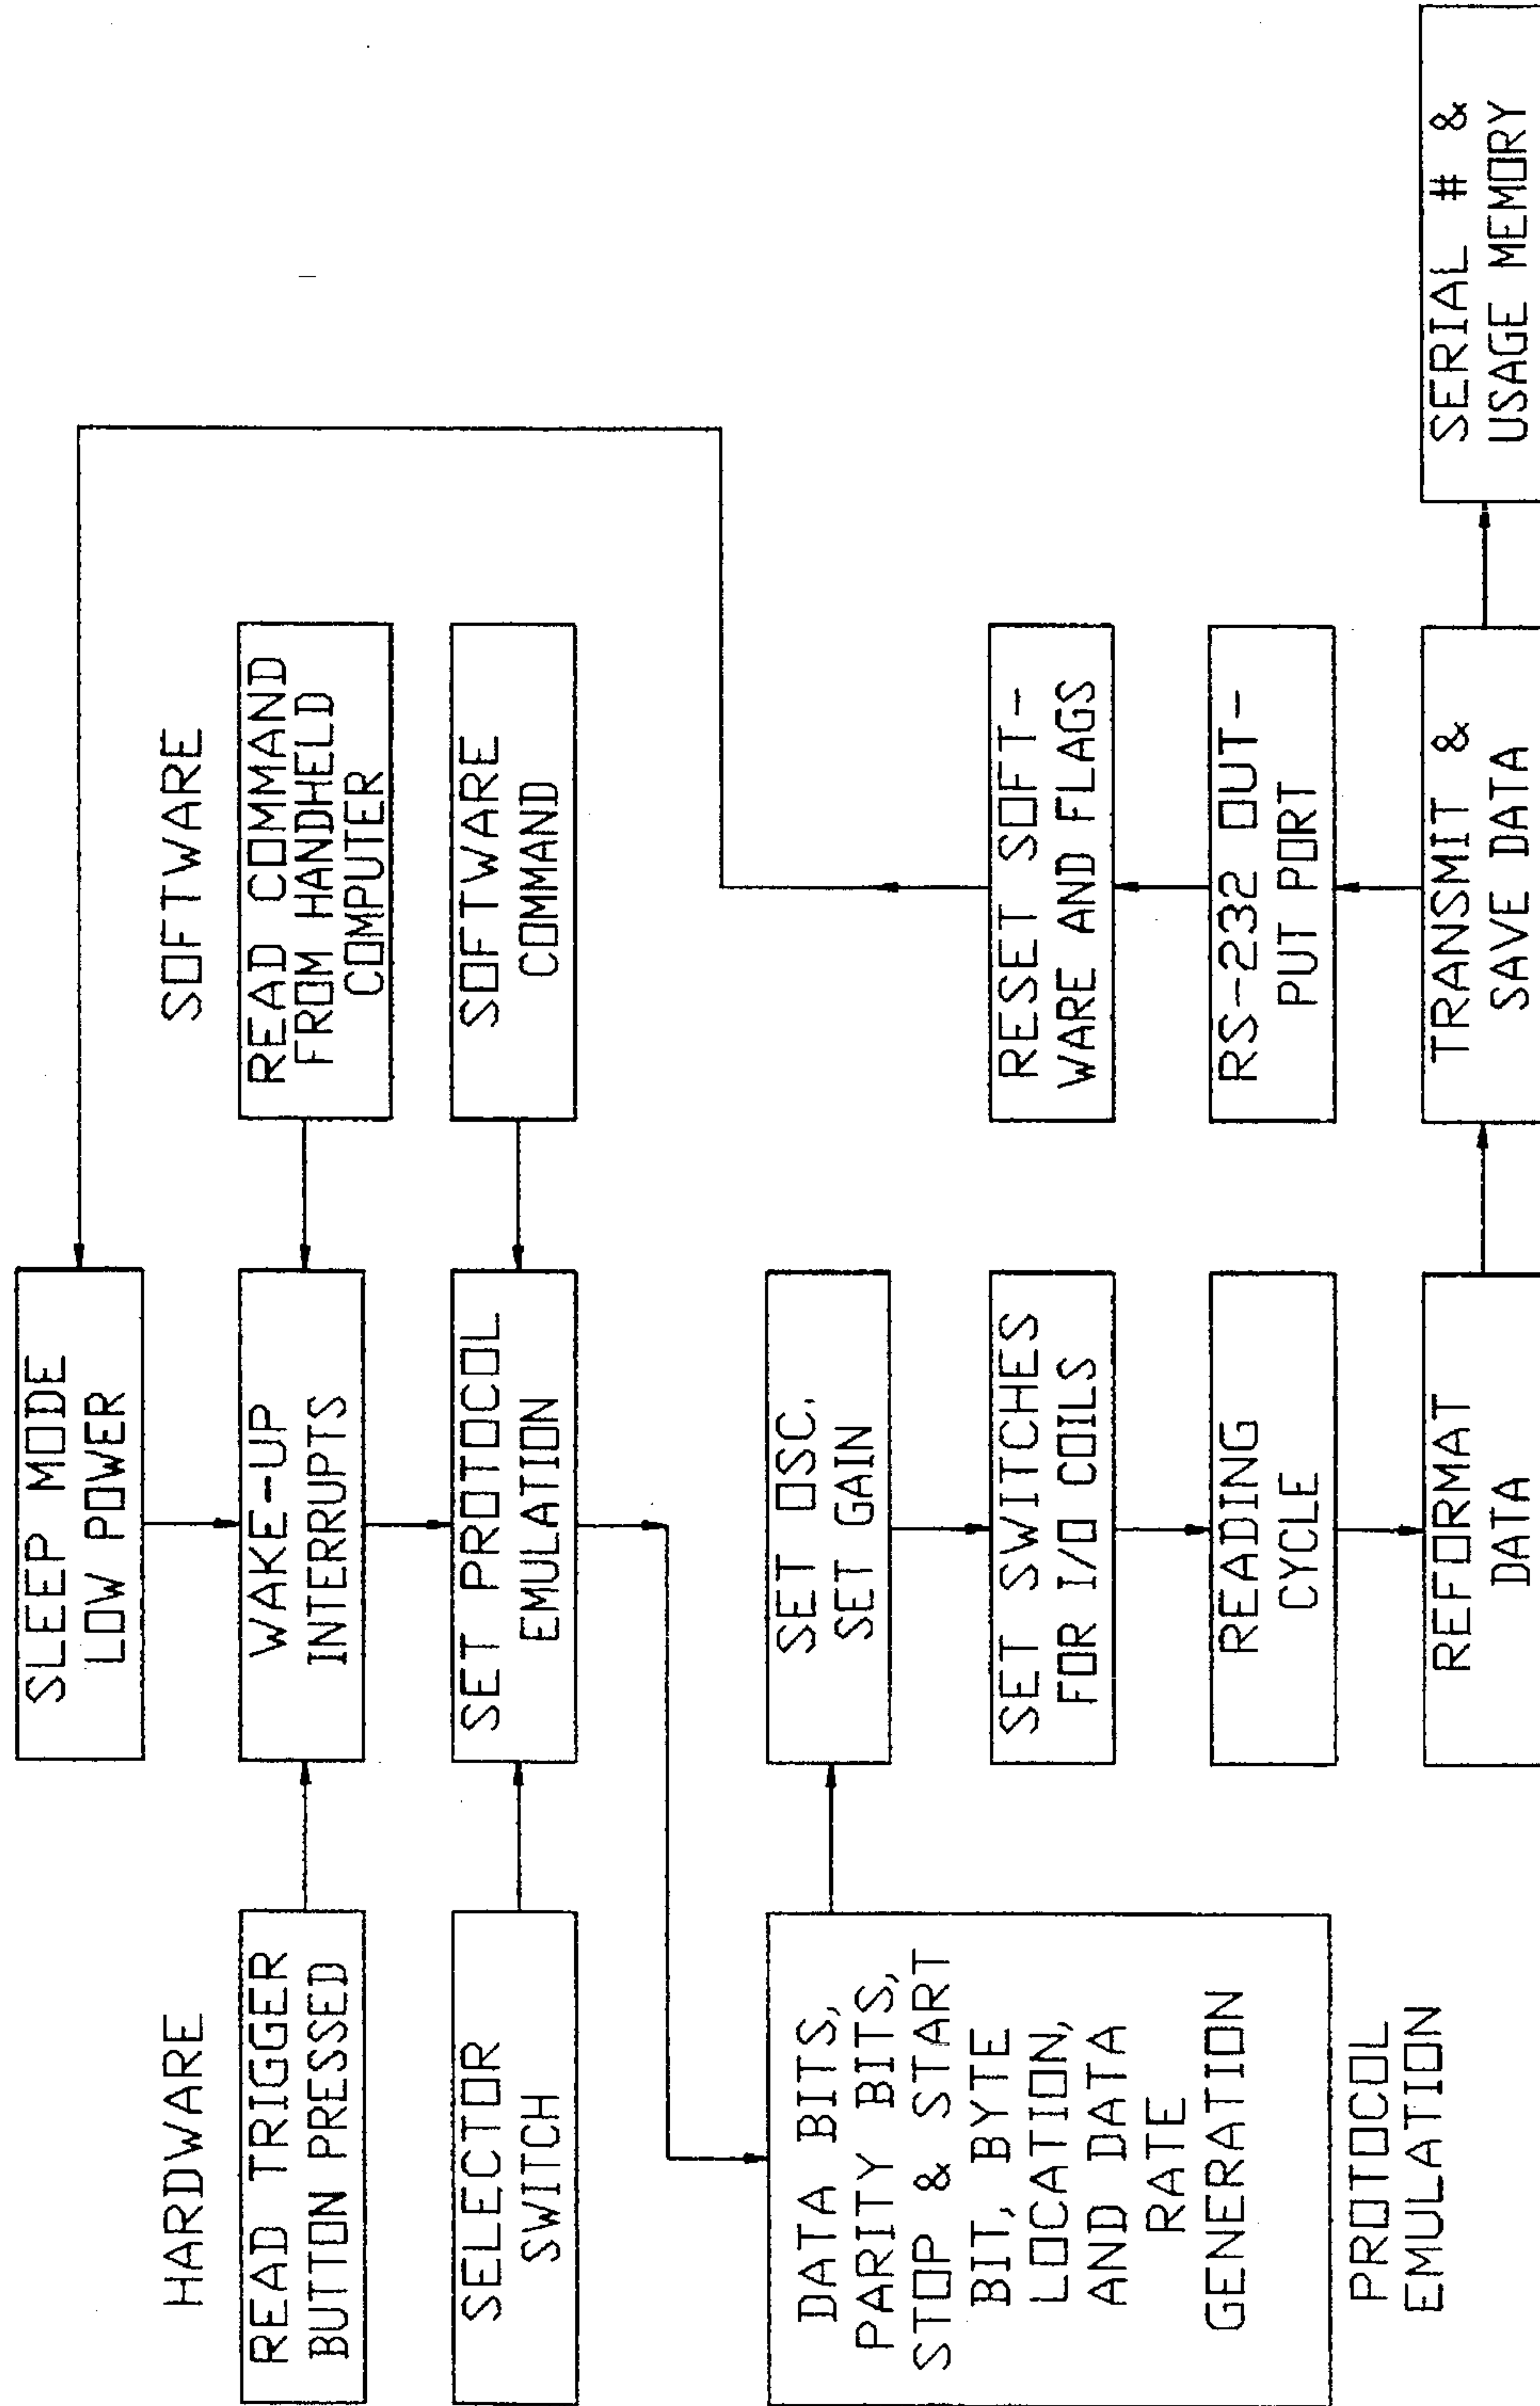 HARDWARE
SOFTWARE
SLEEP MODE
LOW POWER
READ TRIGGER
BUTTON PRESSED
WAKE-UP
INTERRUPTS
READ COMMAND
FROM HANDHELD
COMPUTER
SELECTOR
SWITCH
SET PROTOCOL
EMULATION
SOFTWARE
COMMAND
DATA BITS,
PARITY BITS,
STOP & START
BIT, BYTE
LOCATION,
AND DATA
RATE
GENERATION
PROTOCOL
EMULATION
SET OSC.
SET GAIN
SET SWITCHES
FOR I/O COILS
READING
CYCLE
REFORMAT
DATA
RESET SOFT-
WARE AND FLAGS
RS-232 OUT-
PUT PORT
TRANSMIT &
SAVE DATA
SERIAL # &
USAGE MEMORY